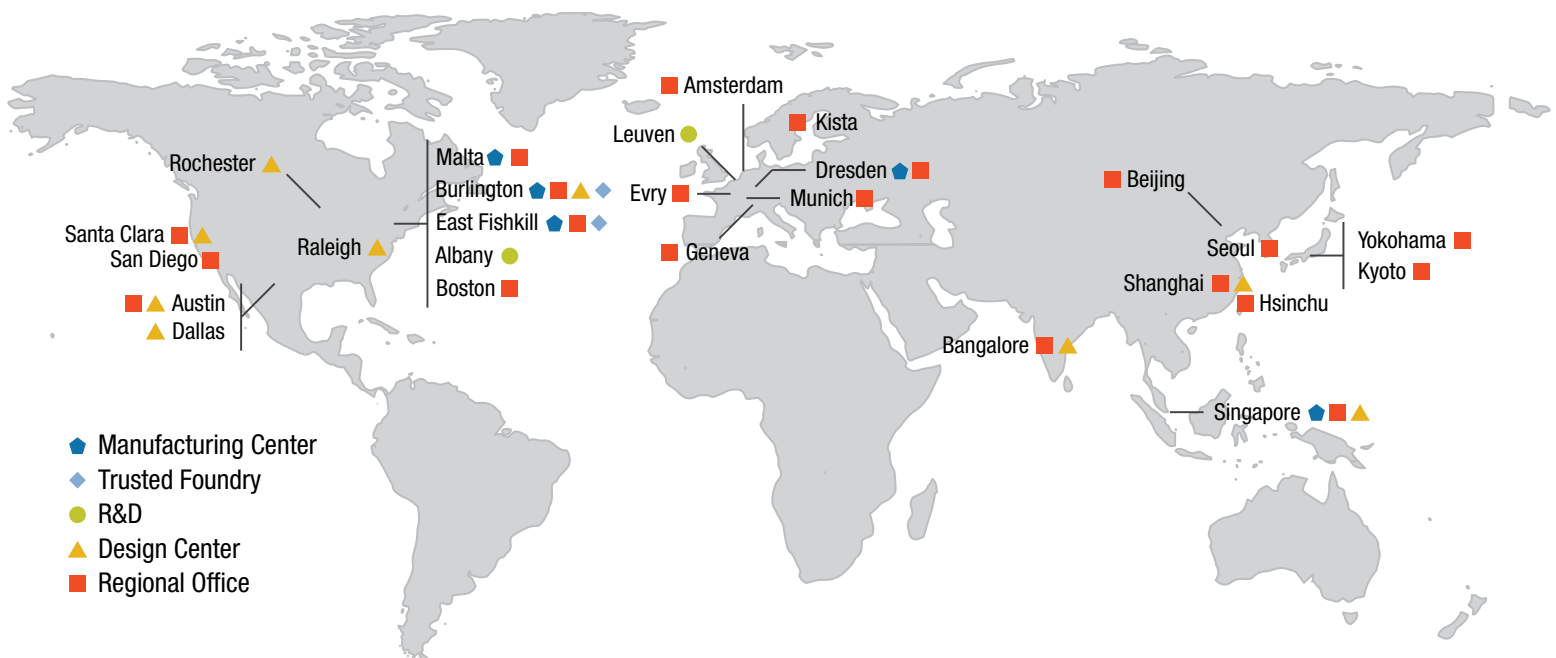 Rochester
Santa Clara
San Diego
Austin
Dallas
Raleigh
Malta
Burlington
East Fishkill
Albany
Boston
Amsterdam
Leuven
Kista
Dresden
Evry
Munich
Geneva
Beijing
Seoul
Yokohama
Kyoto
Shanghai
Hsinchu
Bangalore
Singapore
Manufacturing Center
Trusted Foundry
R&D
Design Center
Regional Office